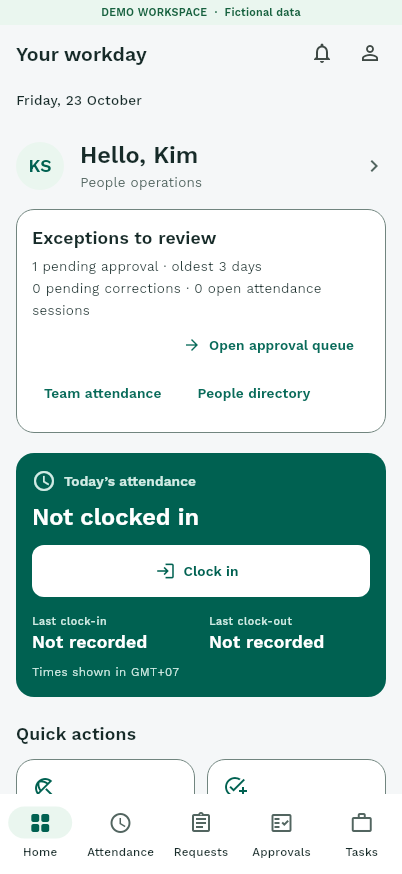 DEMO WORKSPACE · Fictional data
Your workday
Friday, 23 October
KS
Hello, Kim
People operations
Exceptions to review
1 pending approval · oldest 3 days
0 pending corrections · 0 open attendance
sessions
Open approval queue
Team attendance
People directory
Today’s attendance
Not clocked in
Clock in
Last clock-in
Last clock-out
Not recorded
Not recorded
Times shown in GMT+07
Quick actions
Home
Attendance
Requests
Approvals
Tasks